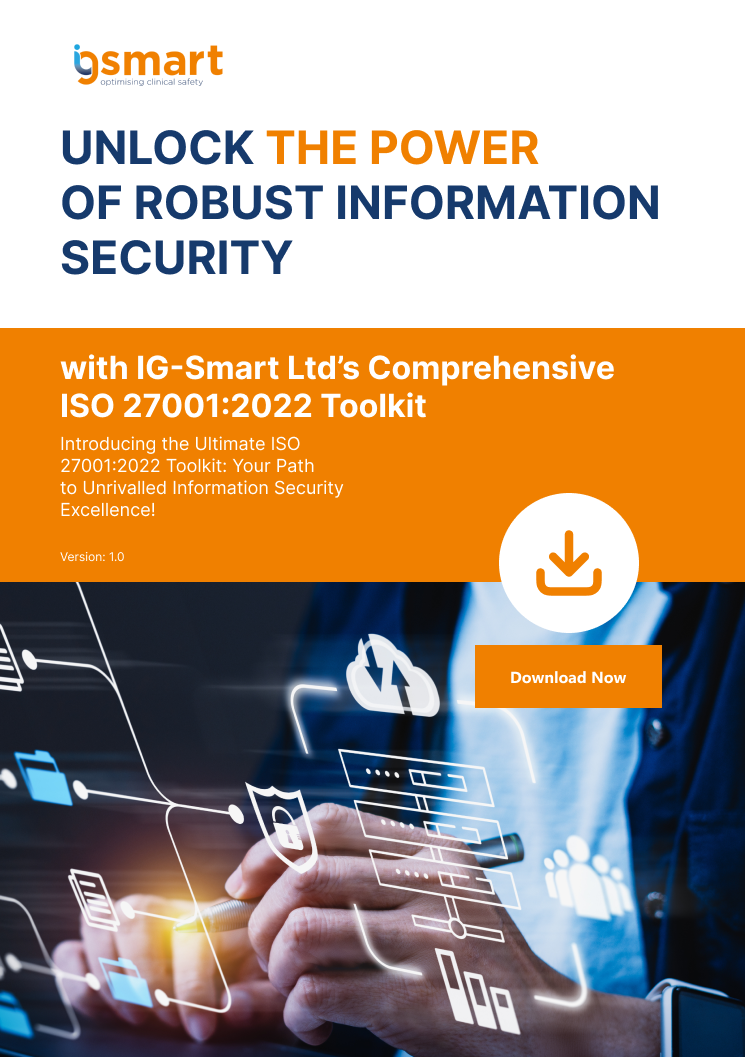 igsmart
optimising clinical safety
UNLOCK THE POWER
OF ROBUST INFORMATION
SECURITY
with IG-Smart Ltd’s Comprehensive
ISO 27001:2022 Toolkit
Introducing the Ultimate ISO
27001:2022 Toolkit: Your Path
to Unrivalled Information Security
Excellence!
Version: 1.0
Download Now